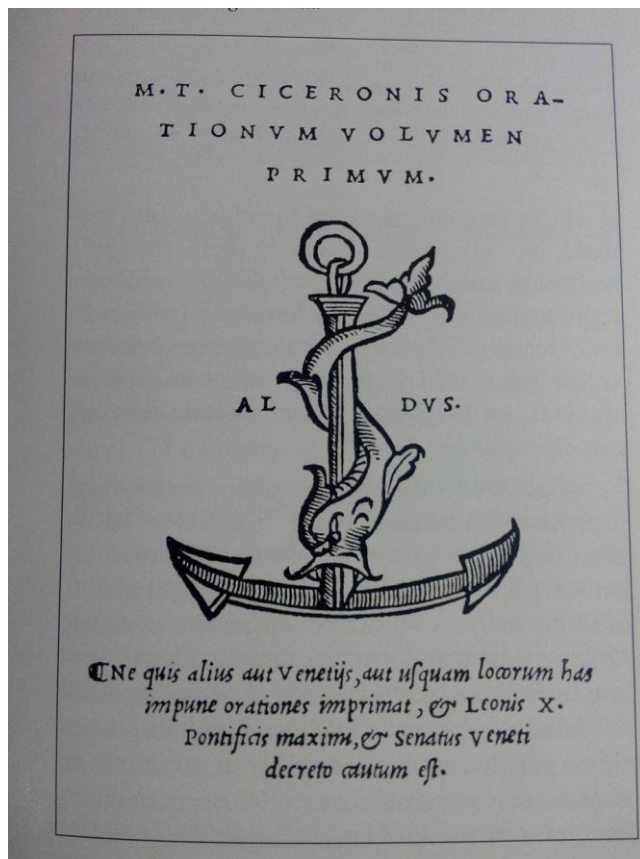 M. T. CICERONIS ORA-
TIONVM VOLVMEN
PRIMVM.
AL DVS.
Ne quis alius aut Venetijs, aut uſquam locorum has
impune orationes imprimat, & Leonis X.
Pontificis maximi, & Senatus Veneti
decreto cautum eſt.